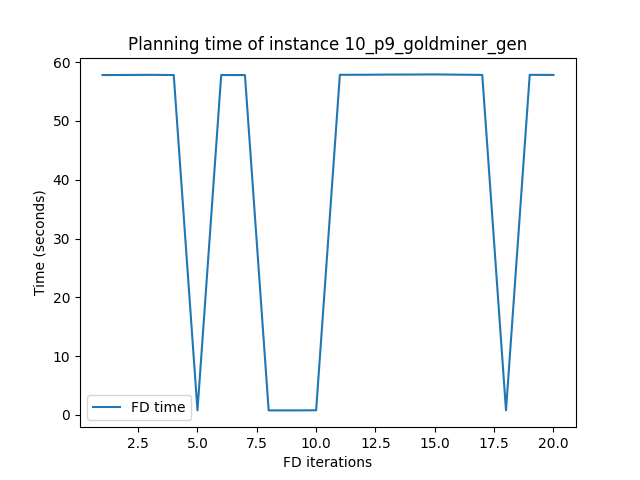 Planning time of instance 10_p9_goldminer_gen
60
50
40
30
20
10
0
Time (seconds)
FD time
2.5 5.0 7.5 10.0 12.5 15.0 17.5 20.0
FD iterations